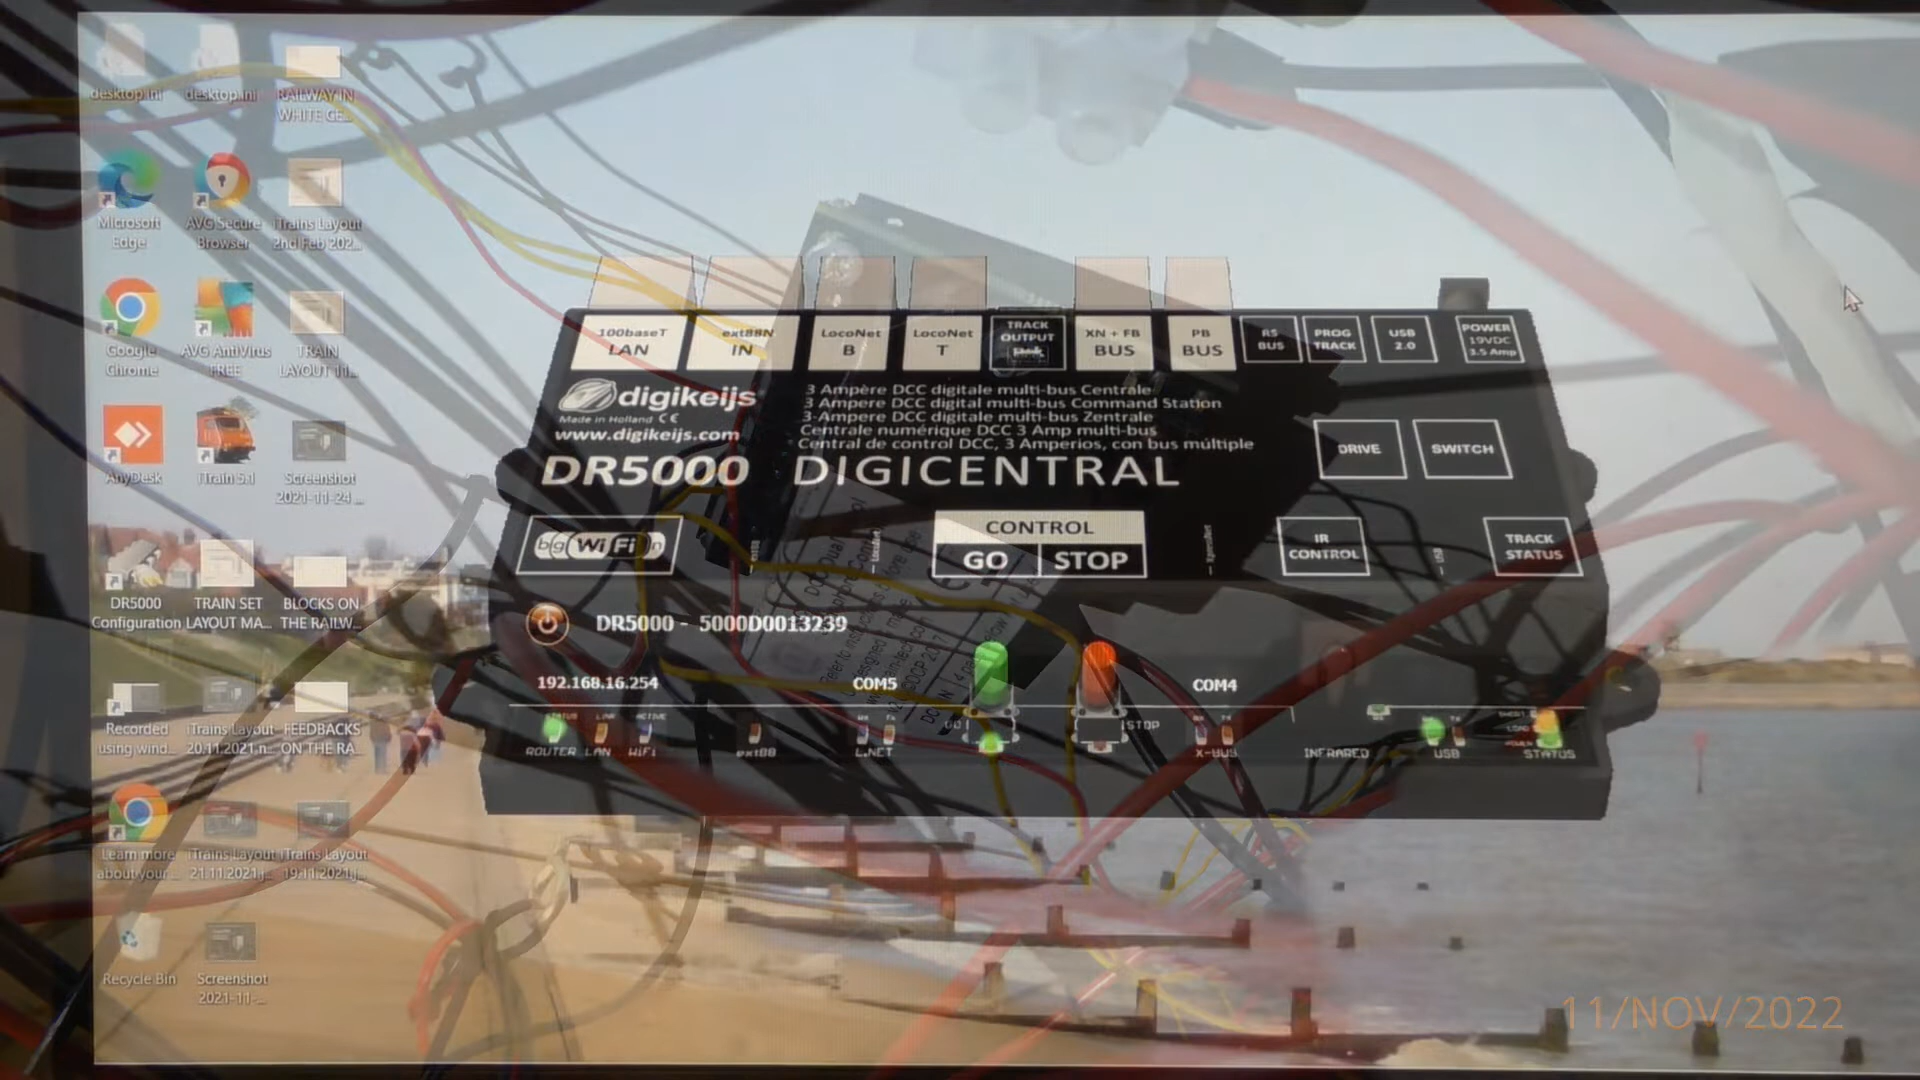 desktop.ini
desktop.ini
RAILWAY IN
WHITE GE...
Microsoft
Edge
AVG Secure
Browser
iTrains Layout
2nd Feb 202...
Google
Chrome
AVG AntiVirus
FREE
TRAIN
LAYOUT 11...
AnyDesk
iTrain 5.1
Screenshot
2021-11-24 ...
DR5000
Configuration
TRAIN SET
LAYOUT MA...
BLOCKS ON
THE RAILW...
Recorded
using wind...
iTrains Layout
20.11.2021.n...
FEEDBACKS
ON THE RA...
Learn more
about your ...
iTrains Layout
21.11.2021.j...
iTrains Layout
19.11.2021.j...
Recycle Bin
Screenshot
2021-11-...
100baseT
LAN
ext88N
IN
LocoNet
B
LocoNet
T
TRACK
OUTPUT
XN + FB
BUS
PB
BUS
RS
BUS
PROG
TRACK
USB
2.0
POWER
19VDC
3.5 Amp
digikeijs
Made in Holland CE
www.digikeijs.com
3 Ampère DCC digitale multi-bus Centrale
3 Ampere DCC digital multi-bus Command Station
3-Ampere DCC digitale multi-bus Zentrale
Centrale numérique DCC 3 Amp multi-bus
Central de control DCC, 3 Amperios, con bus múltiple
DR5000 DIGICENTRAL
DRIVE
SWITCH
bg WiFi n
CONTROL
GO STOP
IR
CONTROL
USB
TRACK
STATUS
DR5000 - 5000D0013239
192.168.16.254
COM5
COM4
STATUS LINK ACTIVE
ROUTER LAN WiFi
ext88
L.NET
GO
STOP
X-BUS
INFRARED
USB
STATUS
11/NOV/2022